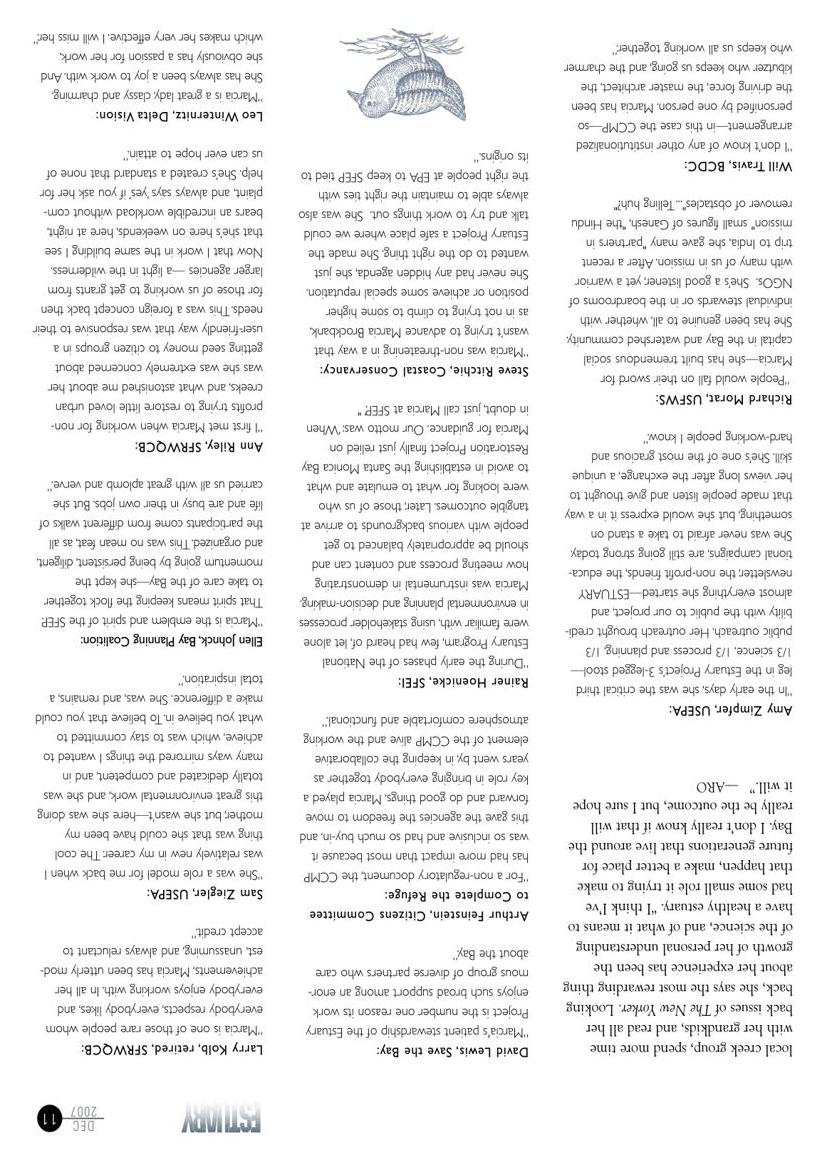 ESTUARY
DEC
2007
11
local creek group, spend more time
with her grandkids, and read all her
back issues of The New Yorker. Looking
back, she says the most rewarding thing
about her experience has been the
growth of her personal understanding
of the science, and of what it means to
have a healthy estuary. “I think I’ve
had some small role it trying to make
that happen, make a better place for
future generations that live around the
Bay. I don’t really know if that will
really be the outcome, but I sure hope
it will.”   —ARO
Amy Zimpfer, USEPA:
“In the early days, she was the critical third
leg in the Estuary Project’s 3-legged stool—
1/3 science, 1/3 process and planning, 1/3
public outreach. Her outreach brought credi-
bility with the public to our project, and
almost everything she started—ESTUARY
newsletter, the non-profit friends, the educa-
tional campaigns, are still going strong today.
She was never afraid to take a stand on
something, but she would express it in a way
that made people listen and give thought to
her views long after the exchange, a unique
skill. She’s one of the most gracious and
hard-working people I know.”
Richard Morat, USFWS:
“People would fall on their sword for
Marcia—she has built tremendous social
capital in the Bay and watershed community.
She has been genuine to all, whether with
individual stewards or in the boardrooms of
NGOs.  She’s a good listener, yet a warrior
with many of us in mission. After a recent
trip to India, she gave many “partners in
mission” small figures of Ganesh, “the Hindu
remover of obstacles”... Telling huh?”
Will Travis, BCDC:
“I don’t know of any other institutionalized
arrangement—in this case the CCMP—so
personified by one person. Marcia has been
the driving force, the master architect, the
kibutzer who keeps us going, and the charmer
who keeps us all working together.”
David Lewis, Save the Bay:
“Marcia’s patient stewardship of the Estuary
Project is the number one reason its work
enjoys such broad support among an enor-
mous group of diverse partners who care
about the Bay.”
Arthur Feinstein, Citizens Committee
to Complete the Refuge:
“For a non-regulatory document, the CCMP
has had more impact than most because it
was so inclusive and had so much buy-in, and
this gave the agencies the freedom to move
forward and do good things. Marcia played a
key role in bringing everybody together as
years went by, in keeping the collaborative
element of the CCMP alive and the working
atmosphere comfortable and functional.”
Rainer Hoenicke, SFEI:
“During the early phases of the National
Estuary Program, few had heard of, let alone
were familiar with, using stakeholder processes
in environmental planning and decision-making.
Marcia was instrumental in demonstrating
how meeting process and content can and
should be appropriately balanced to get
people with various backgrounds to arrive at
tangible outcomes. Later, those of us who
were looking for what to emulate and what
to avoid in establishing the Santa Monica Bay
Restoration Project finally just relied on
Marcia for guidance. Our motto was: ‘When
in doubt, just call Marcia at SFEP.’ ”
Steve Ritchie, Coastal Conservancy:
“Marcia was non-threatening in a way that
wasn’t trying to advance Marcia Brockbank,
as in not trying to climb to some higher
position or achieve some special reputation.
She never had any hidden agenda, she just
wanted to do the right thing. She made the
Estuary Project a safe place where we could
talk and try to work things out.  She was also
always able to maintain the right ties with
the right people at EPA to keep SFEP tied to
its origins.”
Larry Kolb, retired, SFRWQCB:
“Marcia is one of those rare people whom
everybody respects, everybody likes, and
everybody enjoys working with. In all her
achievements, Marcia has been utterly mod-
est, unassuming, and always reluctant to
accept credit.”
Sam Ziegler, USEPA:
“She was a role model for me back when I
was relatively new in my career. The cool
thing was that she could have been my
mother, but she wasn’t—here she was doing
this great environmental work, and she was
totally dedicated and competent, and in
many ways mirrored the things I wanted to
achieve, which was to stay committed to
what you believe in. To believe that you could
make a difference. She was, and remains, a
total inspiration.”
Ellen Johnck, Bay Planning Coalition:
“Marcia is the emblem and spirit of the SFEP.
That spirit means keeping the flock together
to take care of the Bay—she kept the
momentum going by being persistent, diligent,
and organized. This was no mean feat, as all
the participants come from different walks of
life and are busy in their own jobs. But she
carried us all with great aplomb and verve.”
Ann Riley, SFRWQCB:
“I first met Marcia when working for non-
profits trying to restore little loved urban
creeks, and what astonished me about her
was she was extremely concerned about
getting seed money to citizen groups in a
user-friendly way that was responsive to their
needs. This was a foreign concept back then
for those of us working to get grants from
larger agencies —a light in the wilderness.
Now that I work in the same building I see
that she’s here on weekends, here at night,
bears an incredible workload without com-
plaint, and always says ‘yes’ if you ask her for
help. She’s created a standard that none of
us can ever hope to attain.”
Leo Winternitz, Delta Vision:
“Marcia is a great lady, classy and charming.
She has always been a joy to work with. And
she obviously has a passion for her work,
which makes her very effective. I will miss her.”